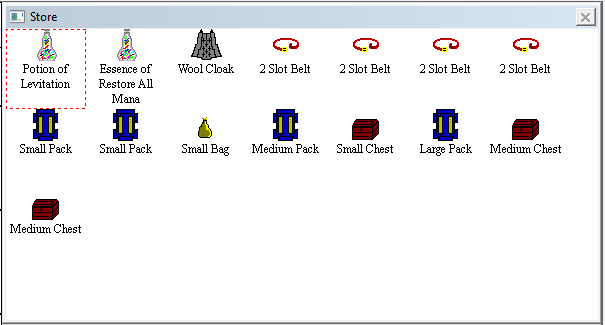 Store
Potion of Levitation
Essence of Restore All Mana
Wool Cloak
2 Slot Belt
2 Slot Belt
2 Slot Belt
2 Slot Belt
Small Pack
Small Pack
Small Bag
Medium Pack
Small Chest
Large Pack
Medium Chest
Medium Chest